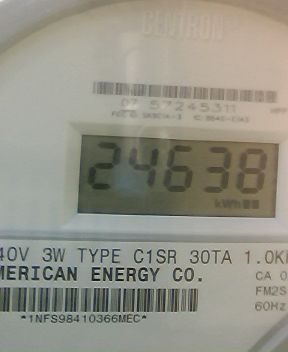 CENTRON
07 57245311
24638
kWh
40V 3W TYPE C1SR 30TA 1.0K
MERICAN ENERGY CO.
CA 0
FM2S
60Hz
*1NFS98410366MEC*